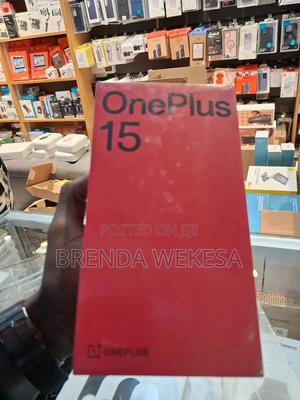 OnePlus
15
POSTED ON JIJI
BRENDA WEKESA
ONEPLUS